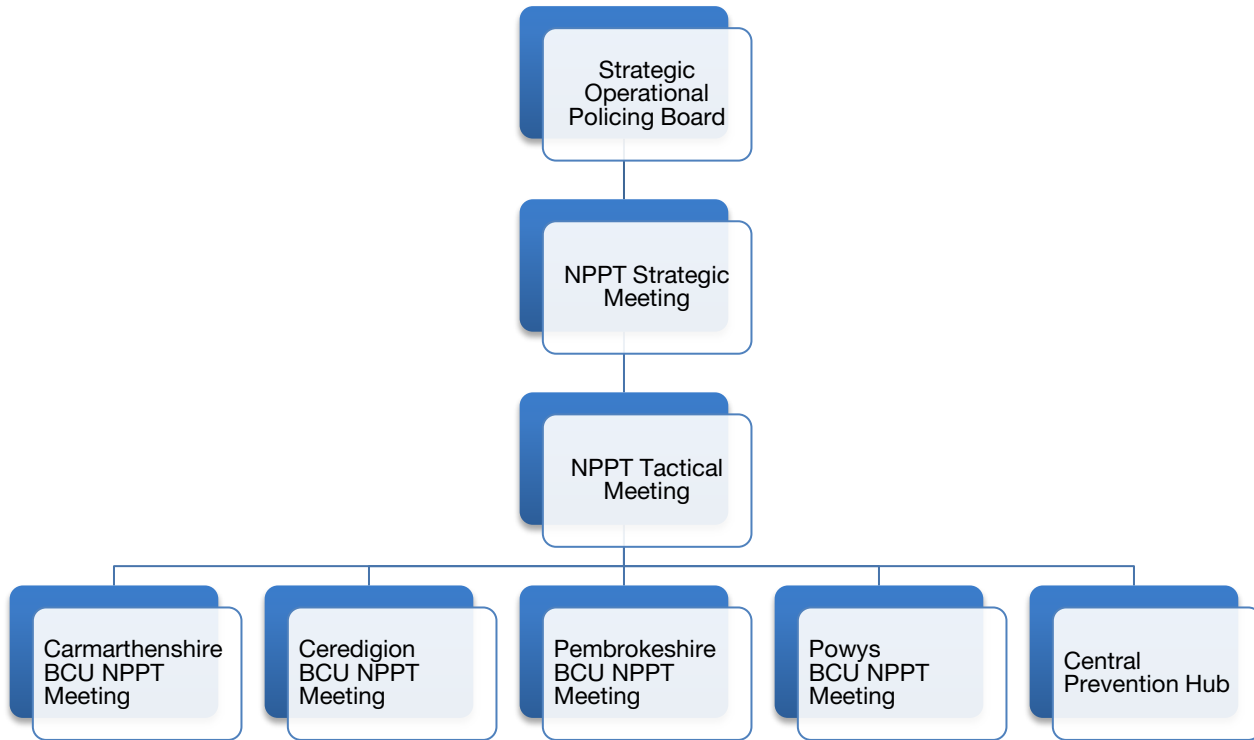 Strategic
Operational
Policing Board
NPPT Strategic
Meeting
NPPT Tactical
Meeting
Carmarthenshire
BCU NPPT
Meeting
Ceredigion
BCU NPPT
Meeting
Pembrokeshire
BCU NPPT
Meeting
Powys
BCU NPPT
Meeting
Central
Prevention Hub